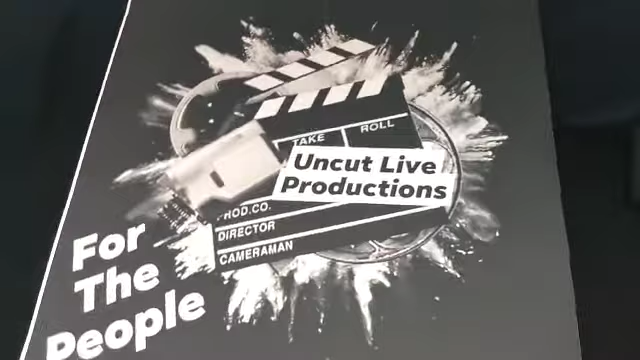 TAKE
ROLL
Uncut Live
Productions
PROD.CO.
DIRECTOR
CAMERAMAN
For
The
People